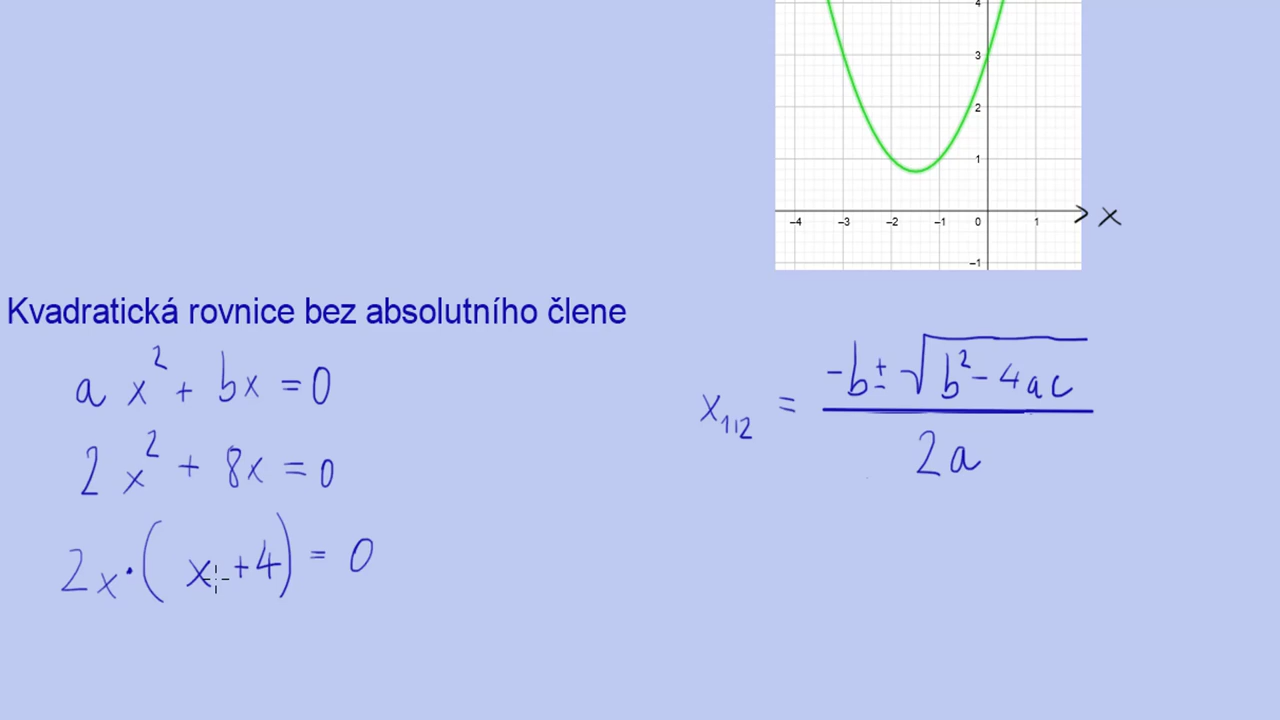 4
3
2
1
-4 -3 -2 -1 0 1 x
-1
Kvadratická rovnice bez absolutního člene
a x² + bx = 0
2 x² + 8x = 0
2x · ( x + 4) = 0
x₁,₂ = (-b ± √(b² - 4ac)) / 2a